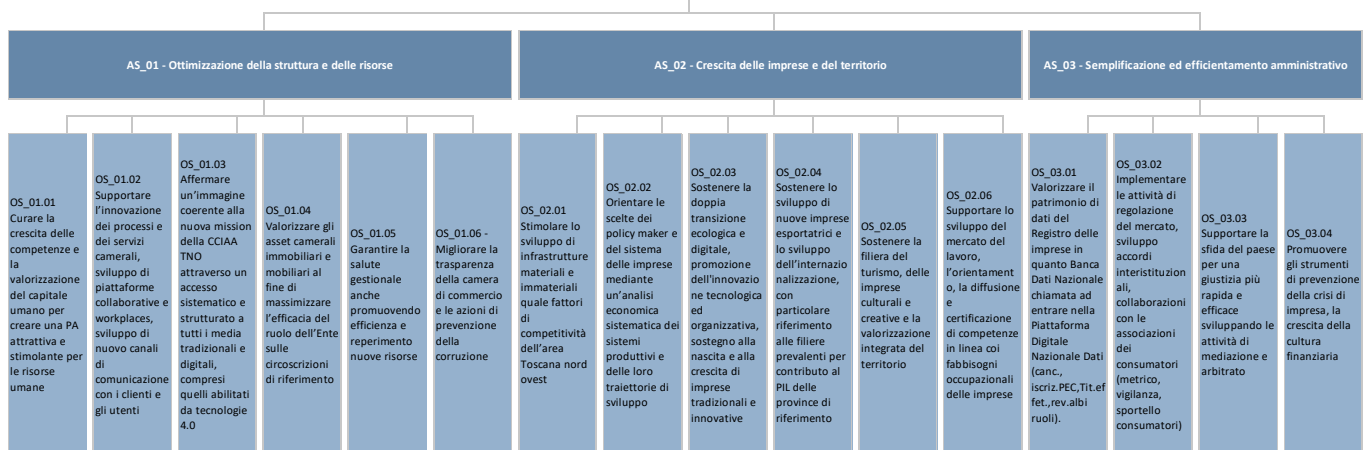 AS_01 - Ottimizzazione della struttura e delle risorse
AS_02 - Crescita delle imprese e del territorio
AS_03 - Semplificazione ed efficientamento amministrativo
OS_01.01
Curare la
crescita delle
competenze e
la
valorizzazione
del capitale
umano per
creare una PA
attrattiva e
stimolante per
le risorse
umane
OS_01.02
Supportare
l'innovazione
dei processi e
dei servizi
camerali,
sviluppo di
piattaforme
collaborative e
workplaces,
sviluppo di
nuovo canali
di
comunicazione
con i clienti e
gli utenti
OS_01.03
Affermare
un'immagine
coerente alla
nuova mission
della CCIAA
TNO
attraverso un
accesso
sistematico e
strutturato a
tutti i media
tradizionali e
digitali,
compresi
quelli abilitati
da tecnologie
4.0
OS_01.04
Valorizzare gli
asset camerali
immobiliari e
mobiliari al
fine di
massimizzare
l'efficacia del
ruolo dell'Ente
sulle
circoscrizioni
di riferimento
OS_01.05
Garantire la
salute
gestionale
anche
promuovendo
efficienza e
reperimento
nuove risorse
OS_01.06 -
Migliorare la
trasparenza
della camera
di commercio
e le azioni di
prevenzione
della
corruzione
OS_02.01
Stimolare lo
sviluppo di
infrastrutture
materiali e
immateriali
quale fattori
di
competitività
dell'area
Toscana nord
ovest
OS_02.02
Orientare le
scelte dei
policy maker e
del sistema
delle imprese
mediante
un'analisi
economica
sistematica dei
sistemi
produttivi e
delle loro
traiettorie di
sviluppo
OS_02.03
Sostenere la
doppia
transizione
ecologica e
digitale,
promozione
dell'innovazio
ne tecnologica
ed
organizzativa,
sostegno alla
nascita e alla
crescita di
imprese
tradizionali e
innovative
OS_02.04
Sostenere lo
sviluppo di
nuove imprese
esportatrici e
lo sviluppo
dell'internazio
nalizzazione,
con
particolare
riferimento
alle filiere
prevalenti per
contributo al
PIL delle
province di
riferimento
OS_02.05
Sostenere la
filiera del
turismo, delle
imprese
culturali e
creative e la
valorizzazione
integrata del
territorio
OS_02.06
Supportare lo
sviluppo del
mercato del
lavoro,
l'orientament
o, la diffusione
e
certificazione
di competenze
in linea coi
fabbisogni
occupazionali
delle imprese
OS_03.01
Valorizzare il
patrimonio di
dati del
Registro delle
imprese in
quanto Banca
Dati Nazionale
chiamata ad
entrare nella
Piattaforma
Digitale
Nazionale Dati
(canc.,
iscriz.PEC,Tit.ef
fet.,rev.albi
ruoli).
OS_03.02
Implementare
le attività di
regolazione
del mercato,
sviluppo
accordi
interistituzion
ali,
collaborazioni
con le
associazioni
dei
consumatori
(metrico,
vigilanza,
sportello
consumatori)
OS_03.03
Supportare la
sfida del paese
per una
giustizia più
rapida e
efficace
sviluppando le
attività di
mediazione e
arbitrato
OS_03.04
Promuovere
gli strumenti
di prevenzione
della crisi di
impresa, la
crescita della
cultura
finanziaria